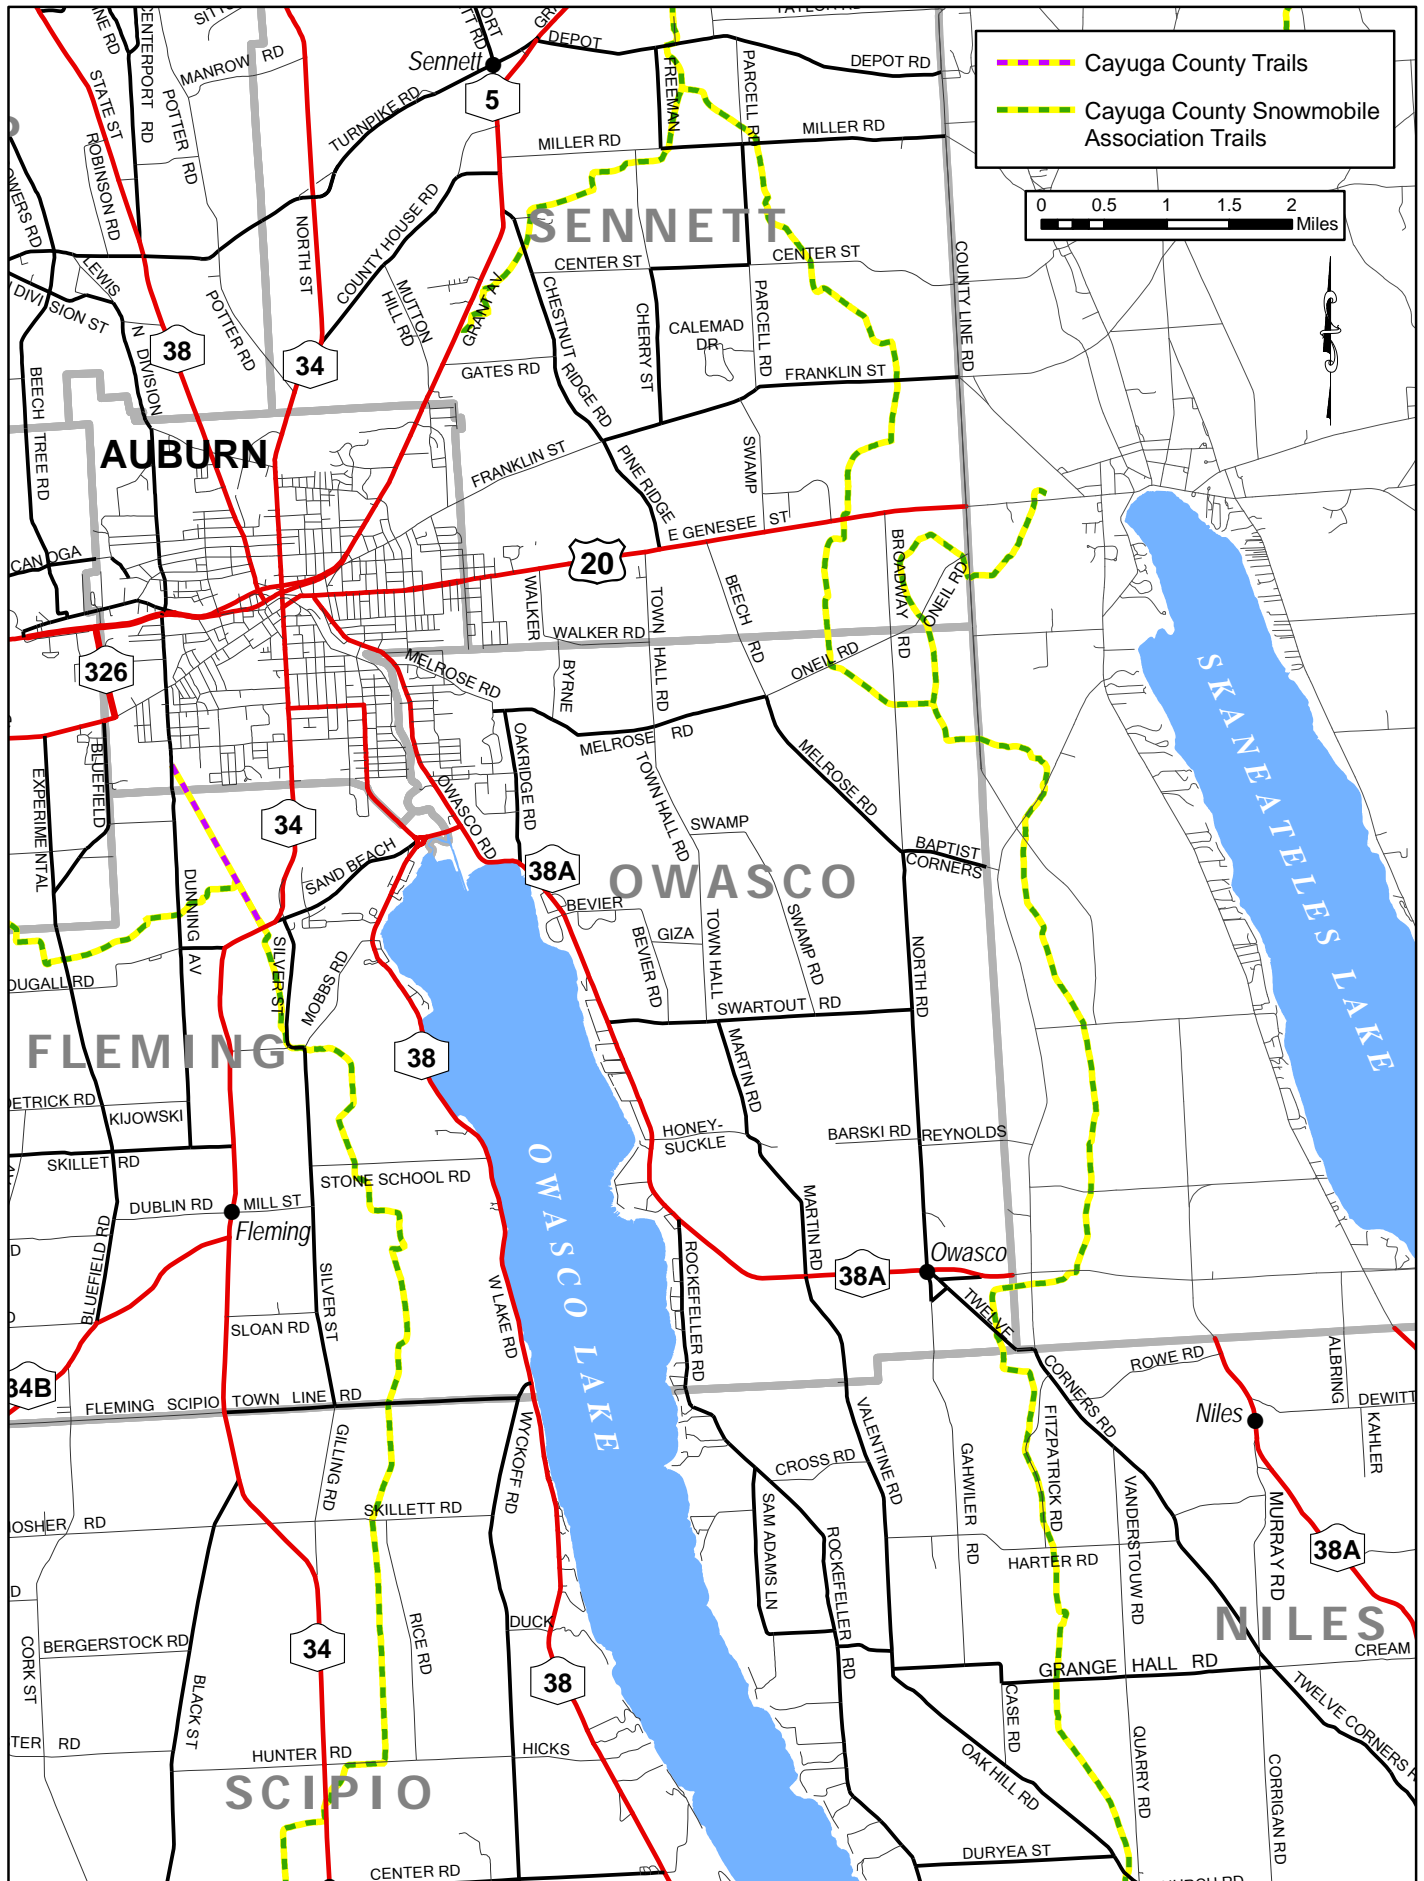 Cayuga County Trails
Cayuga County Snowmobile
Association Trails
0 0.5 1 1.5 2
Miles
MANROW RD
CENTERPORT RD
STATE ST
ROBINSON RD
POTTER RD
Sennett
5
DEPOT
DEPOT RD
FREEMAN
PARCELL RD
TURNPIKE RD
MILLER RD
MILLER RD
COUNTY HOUSE RD
NORTH ST
SENNETT
LEWIS
DIVISION ST
N DIVISION
38
34
POTTER RD
MUTTON
HILL RD
GRANT AV
CENTER ST
CENTER ST
CHESTNUT RIDGE RD
CHERRY ST
CALEMAD
DR
PARCELL RD
COUNTY LINE RD
GATES RD
FRANKLIN ST
BEECH TREE RD
AUBURN
FRANKLIN ST
PINE RIDGE
SWAMP
E GENESEE ST
20
CANOGA
WALKER
WALKER RD
TOWN HALL RD
BEECH RD
BROADWAY RD
ONEIL RD
ONEIL RD
BYRNE
326
MELROSE RD
MELROSE RD
MELROSE RD
OAKRIDGE RD
EXPERIMENTAL
BLUEFIELD
34
OWASCO RD
TOWN HALL RD
SWAMP
SAND BEACH
38A
OWASCO
BAPTIST
CORNERS
SKANEATELES LAKE
DUNNING AV
BEVIER
BEVIER RD
GIZA
TOWN HALL
SWAMP RD
NORTH RD
SILVER ST
MOBBS RD
OUGALL RD
SWARTOUT RD
FLEMING
38
MARTIN RD
ETRICK RD
KIJOWSKI
HONEY-
SUCKLE
BARSKI RD
REYNOLDS
SKILLET RD
STONE SCHOOL RD
DUBLIN RD
MILL ST
Fleming
OWASCO LAKE
MARTIN RD
ROCKEFELLER RD
38A
Owasco
BLUEFIELD RD
SILVER ST
W LAKE RD
SLOAN RD
TWELVE
CORNERS RD
ROWE RD
ALBRING
DEWITT
34B
FLEMING SCIPIO TOWN LINE RD
WYCKOFF RD
GILLING RD
VALENTINE RD
CROSS RD
GAHWILER RD
FITZPATRICK RD
Niles
KAHLER
OSHER RD
SKILLETT RD
SAM ADAMS LN
ROCKEFELLER RD
HARTER RD
VANDERSTOUW RD
MURRAY RD
38A
RICE RD
DUCK
NILES
CORK ST
BERGERSTOCK RD
34
38
BLACK ST
GRANGE HALL RD
CREAM
CASE RD
TWELVE CORNERS R
TER RD
HUNTER RD
HICKS
OAK HILL RD
QUARRY RD
CORRIGAN RD
SCIPIO
CENTER RD
DURYEA ST